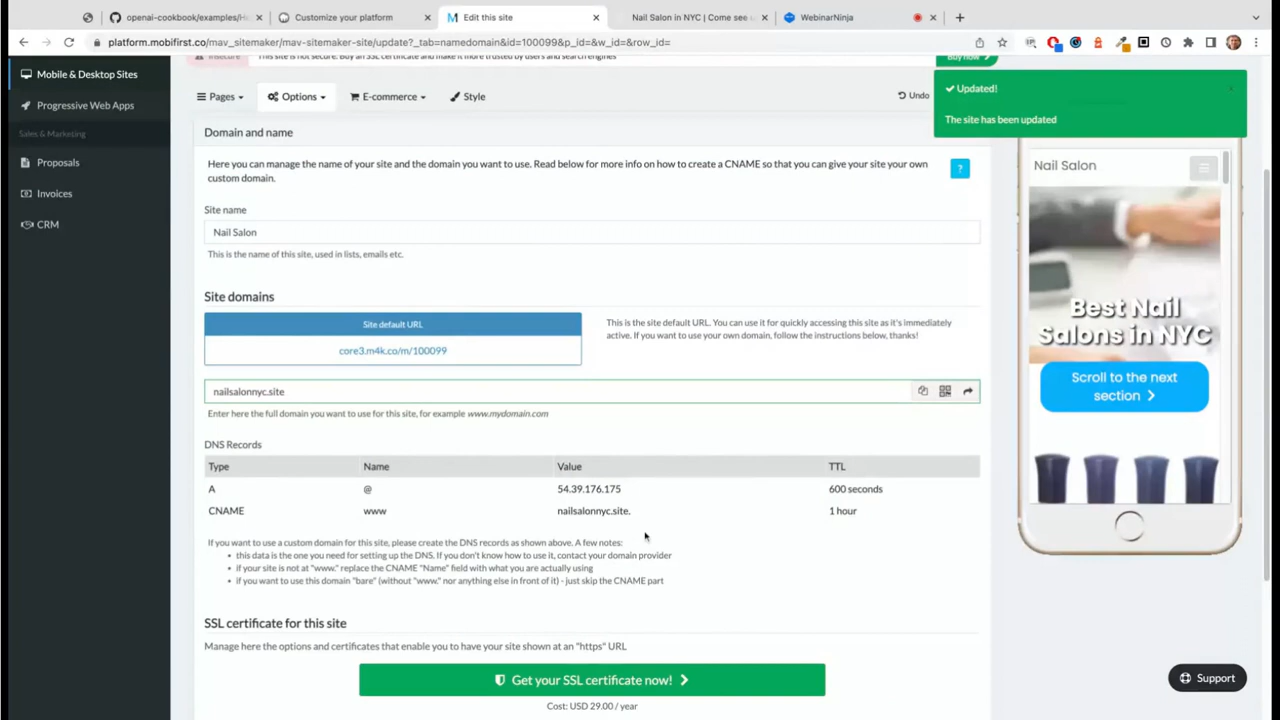 openai-cookbook/examples/H
Customize your platform
Edit this site
Nail Salon in NYC | Come see u
WebinarNinja
platform.mobifirst.co/mav_sitemaker/mav-sitemaker-site/update?_tab=namedomain&id=100099&p_id=&w_id=&row_id=
Mobile & Desktop Sites
Progressive Web Apps
Sales & Marketing
Proposals
Invoices
CRM
Insecure
This site is not secure. Buy an SSL certificate and make it more trusted by users and search engines
Buy now
Pages
Options
E-commerce
Style
Undo
Updated!
The site has been updated
Domain and name
Here you can manage the name of your site and the domain you want to use. Read below for more info on how to create a CNAME so that you can give your site your own
custom domain.
?
Site name
Nail Salon
This is the name of this site, used in lists, emails etc.
Site domains
Site default URL
core3.m4k.co/m/100099
This is the site default URL. You can use it for quickly accessing this site as it's immediately
active. If you want to use your own domain, follow the instructions below, thanks!
nailsalonnyc.site
Enter here the full domain you want to use for this site, for example www.mydomain.com
DNS Records
Type Name Value TTL
A @ 54.39.176.175 600 seconds
CNAME www nailsalonnyc.site. 1 hour
If you want to use a custom domain for this site, please create the DNS records as shown above. A few notes:
• this data is the one you need for setting up the DNS. If you don't know how to use it, contact your domain provider
• if your site is not at "www." replace the CNAME "Name" field with what you are actually using
• if you want to use this domain "bare" (without "www." nor anything else in front of it) - just skip the CNAME part
SSL certificate for this site
Manage here the options and certificates that enable you to have your site shown at an "https" URL
Get your SSL certificate now!
Cost: USD 29.00 / year
Nail Salon
Best Nail
Salons in NYC
Scroll to the next
section
Support